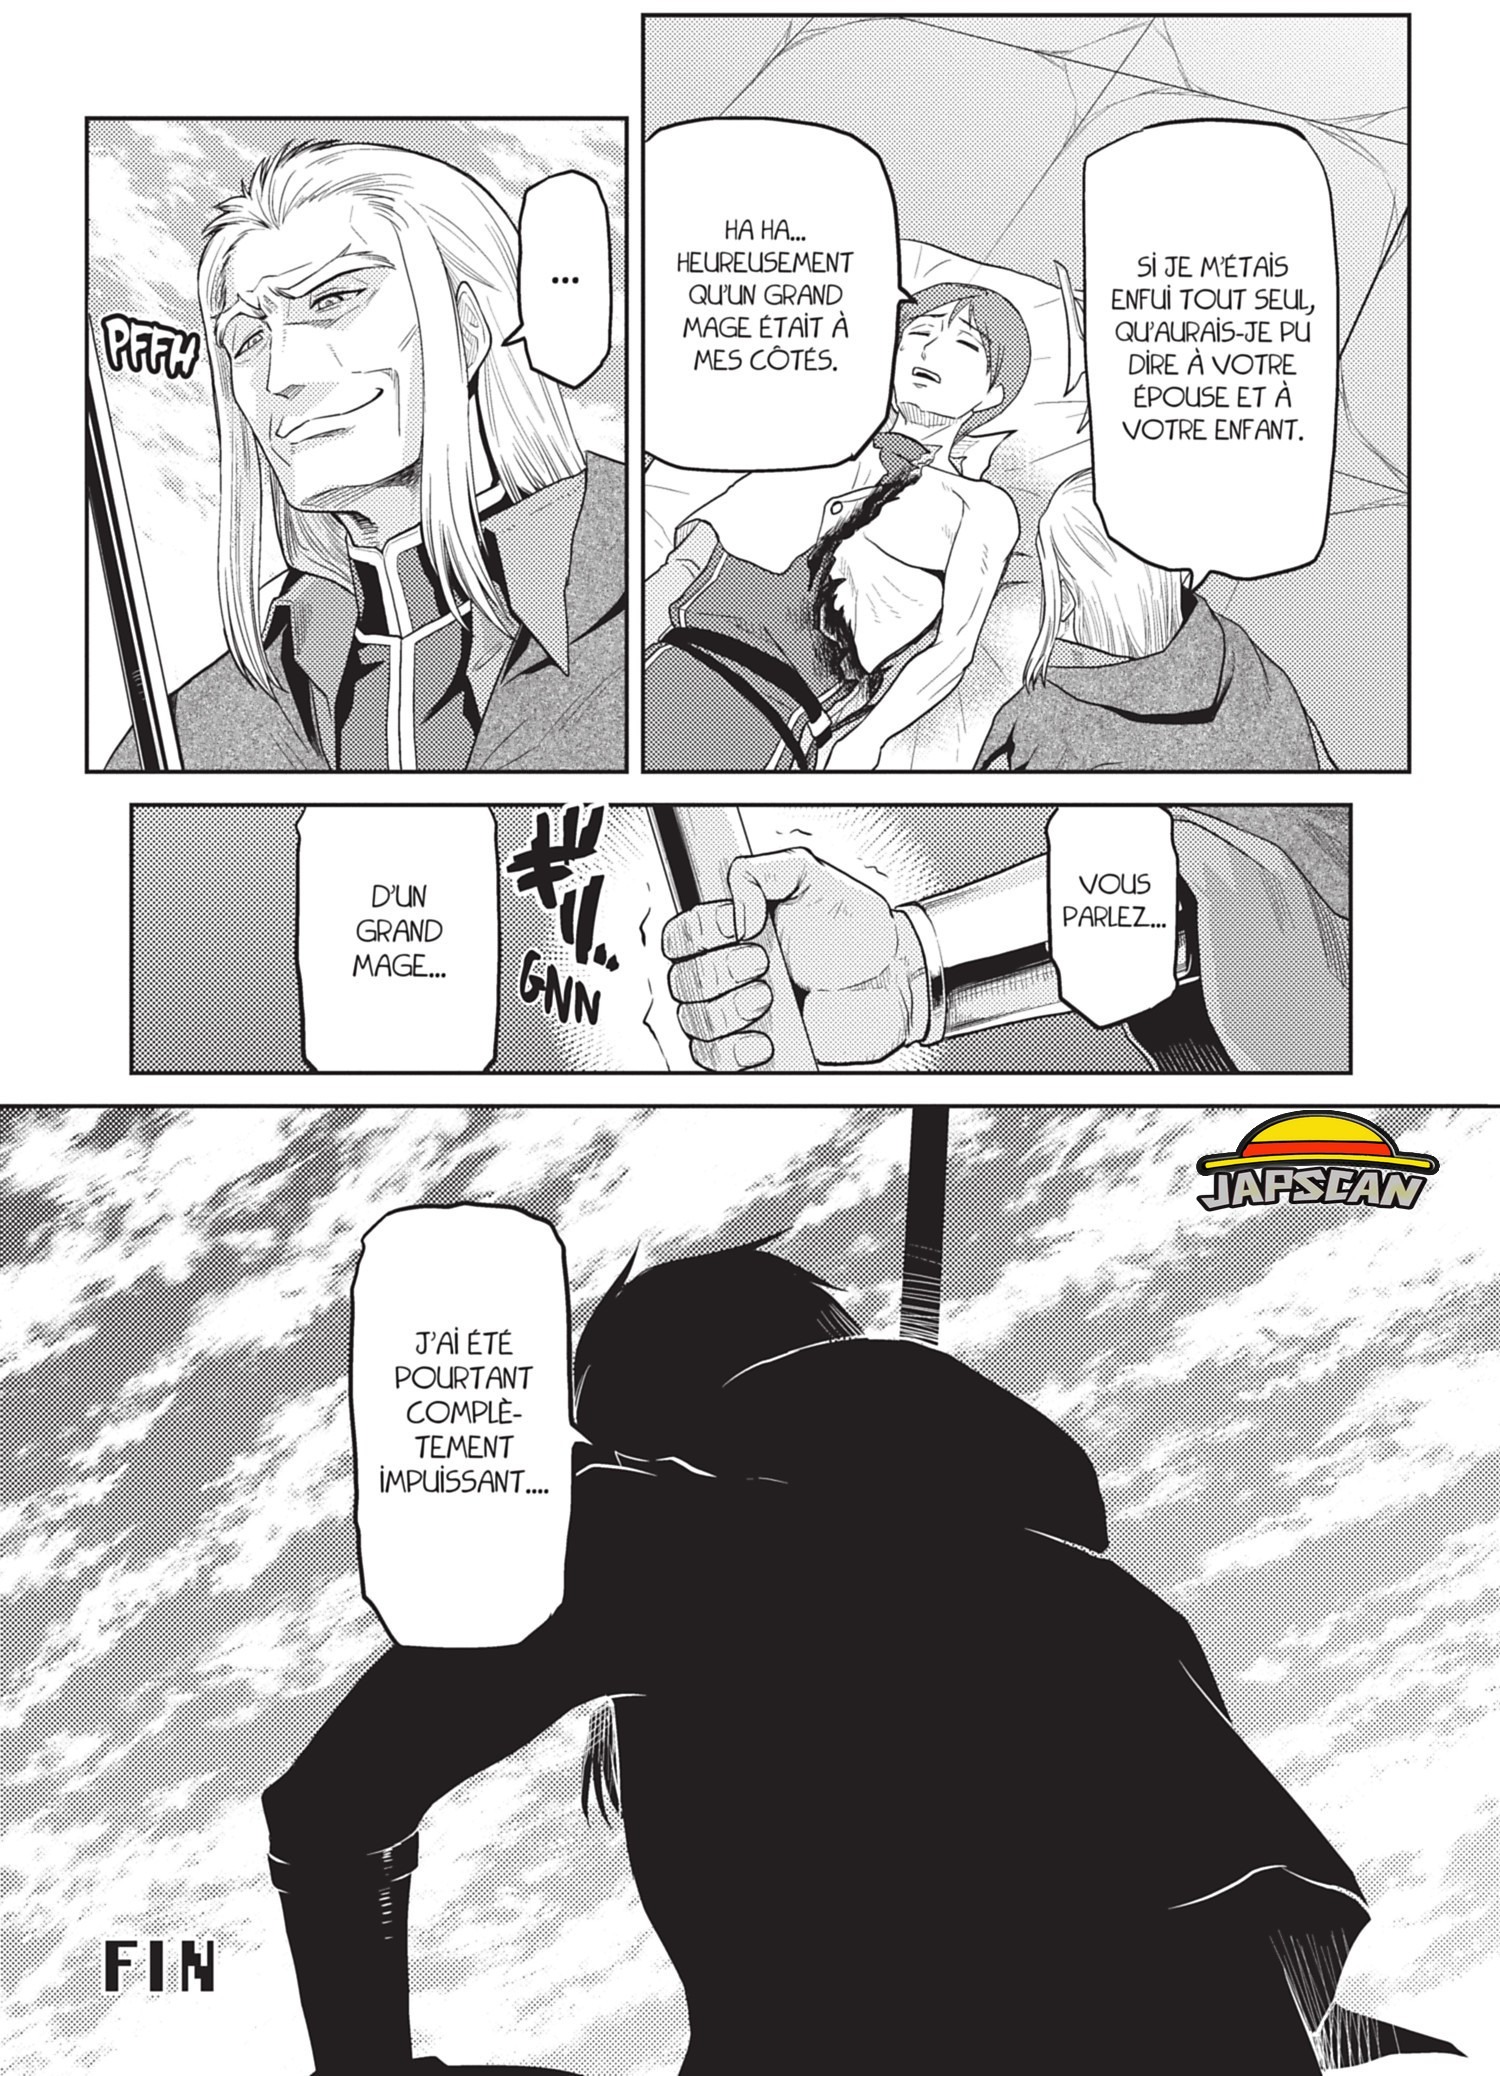 SI JE M'ÉTAIS
ENFUI TOUT SEUL,
QU'AURAIS-JE PU
DIRE À VOTRE
ÉPOUSE ET À
VOTRE ENFANT.
HA HA...
HEUREUSEMENT
QU'UN GRAND
MAGE ÉTAIT À
MES CÔTÉS.
...
PFFH
VOUS
PARLEZ...
ギリ...
GNN
D'UN
GRAND
MAGE...
JAPSCAN
J'AI ÉTÉ
POURTANT
COMPLÈ-
TEMENT
IMPUISSANT....
FIN